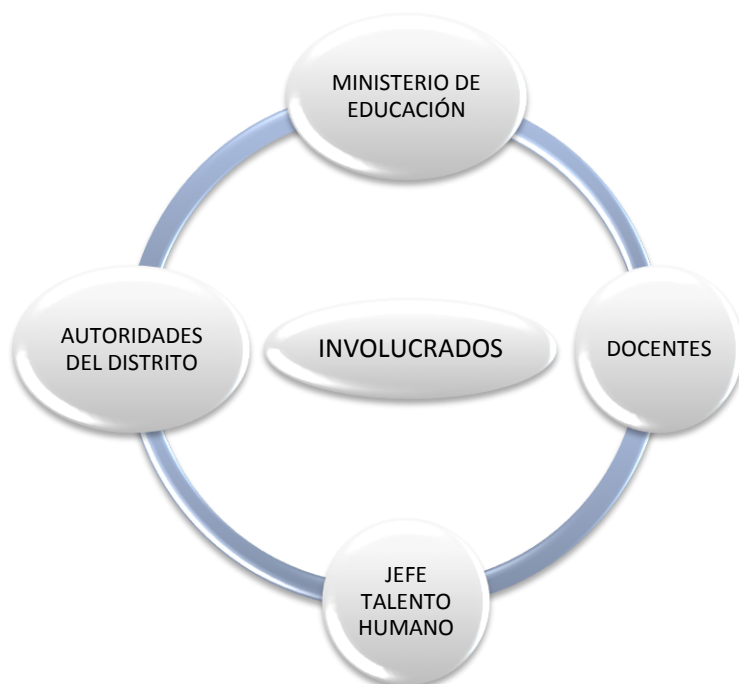 MINISTERIO DE
EDUCACIÓN
AUTORIDADES
DEL DISTRITO
INVOLUCRADOS
DOCENTES
JEFE
TALENTO
HUMANO